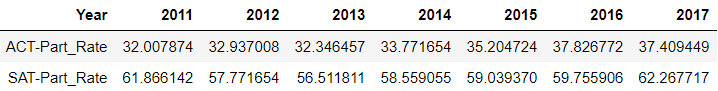 Year 2011 2012 2013 2014 2015 2016 2017
ACT-Part_Rate 32.007874 32.937008 32.346457 33.771654 35.204724 37.826772 37.409449
SAT-Part_Rate 61.866142 57.771654 56.511811 58.559055 59.039370 59.755906 62.267717